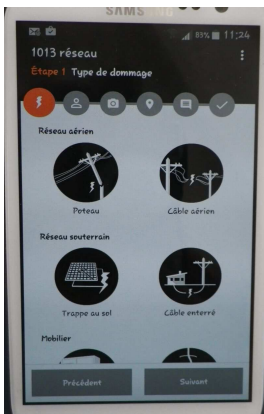 SAMSUNG
83% 11:24
1013 réseau
Étape 1 Type de dommage
Réseau aérien
Poteau
Câble aérien
Réseau souterrain
Trappe au sol
Câble enterré
Mobilier
Précédent
Suivant